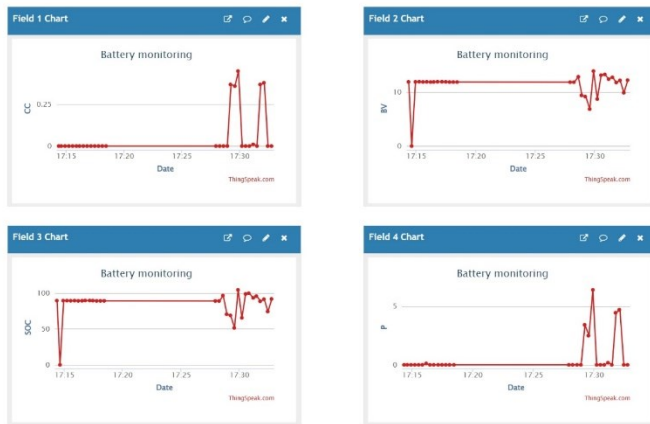 Field 1 Chart
Battery monitoring
CC
0.25
0
17:15 17:20 17:25 17:30
Date
ThingSpeak.com
Field 2 Chart
Battery monitoring
BV
10
0
17:15 17:20 17:25 17:30
Date
ThingSpeak.com
Field 3 Chart
Battery monitoring
SOC
100
50
0
17:15 17:20 17:25 17:30
Date
ThingSpeak.com
Field 4 Chart
Battery monitoring
P
5
0
17:15 17:20 17:25 17:30
Date
ThingSpeak.com